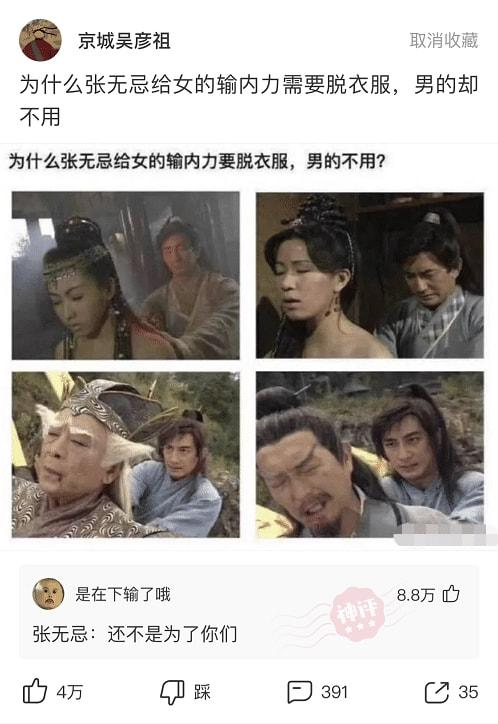 京城吴彦祖
取消收藏
为什么张无忌给女的输内力需要脱衣服，男的却
不用
为什么张无忌给女的输内力要脱衣服，男的不用?
是在下输了哦
8.8万
神评
张无忌：还不是为了你们
4万
踩
391
35